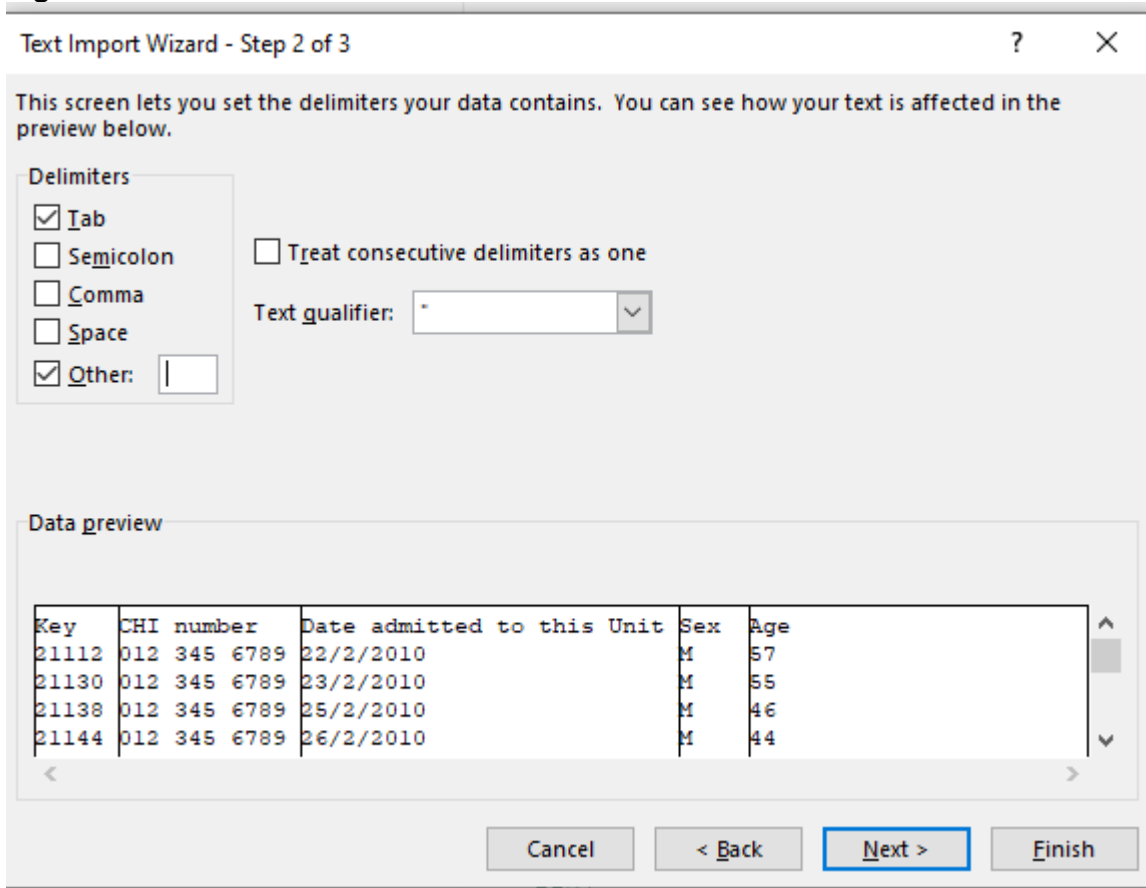 Text Import Wizard - Step 2 of 3
? ×
This screen lets you set the delimiters your data contains. You can see how your text is affected in the
preview below.
Delimiters
Tab
Semicolon
Comma
Space
Other: |
Treat consecutive delimiters as one
Text qualifier: "
Data preview
Key CHI number Date admitted to this Unit Sex Age
21112 012 345 6789 22/2/2010 M 57
21130 012 345 6789 23/2/2010 M 55
21138 012 345 6789 25/2/2010 M 46
21144 012 345 6789 26/2/2010 M 44
Cancel < Back Next > Finish